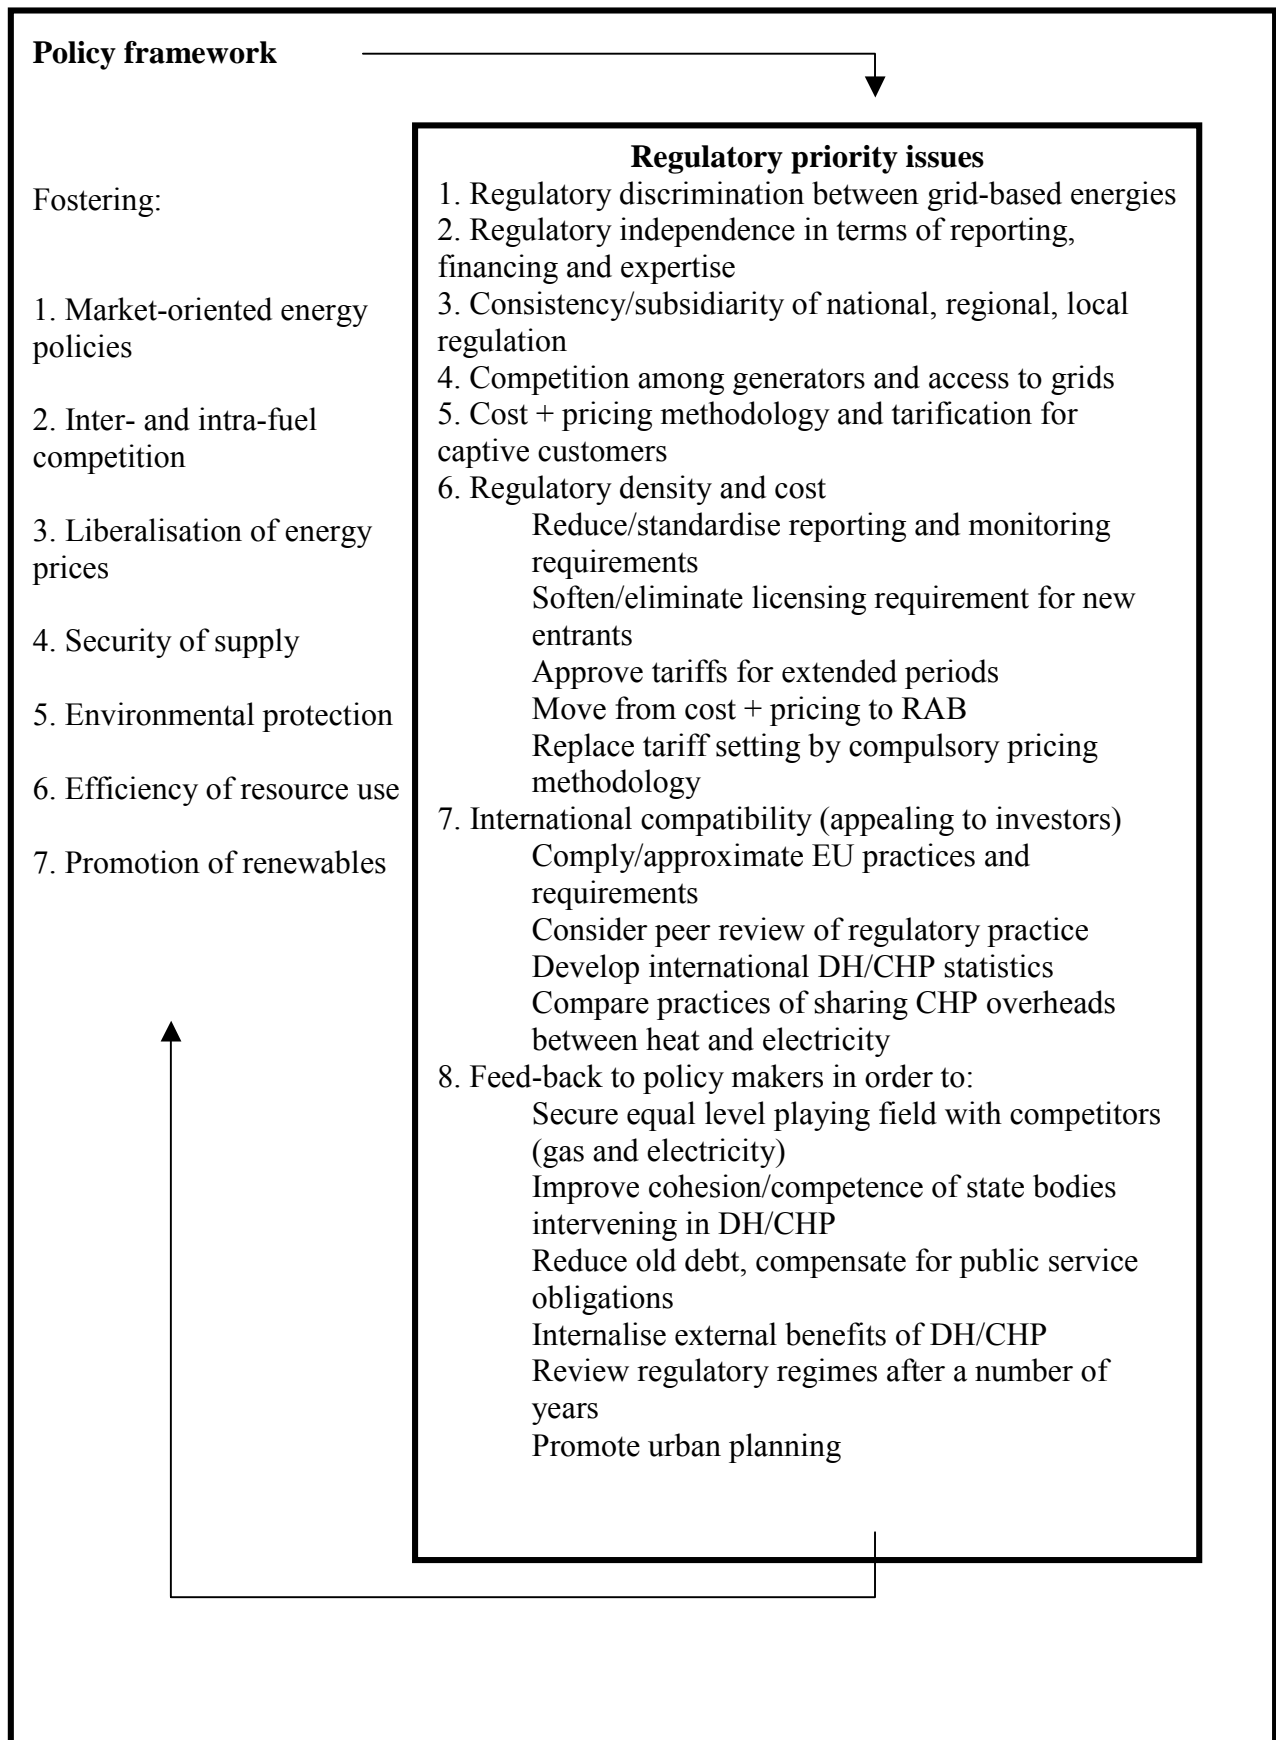 Policy framework
Fostering:
1. Market-oriented energy
policies
2. Inter- and intra-fuel
competition
3. Liberalisation of energy
prices
4. Security of supply
5. Environmental protection
6. Efficiency of resource use
7. Promotion of renewables
Regulatory priority issues
1. Regulatory discrimination between grid-based energies
2. Regulatory independence in terms of reporting,
financing and expertise
3. Consistency/subsidiarity of national, regional, local
regulation
4. Competition among generators and access to grids
5. Cost + pricing methodology and tarification for
captive customers
6. Regulatory density and cost
Reduce/standardise reporting and monitoring
requirements
Soften/eliminate licensing requirement for new
entrants
Approve tariffs for extended periods
Move from cost + pricing to RAB
Replace tariff setting by compulsory pricing
methodology
7. International compatibility (appealing to investors)
Comply/approximate EU practices and
requirements
Consider peer review of regulatory practice
Develop international DH/CHP statistics
Compare practices of sharing CHP overheads
between heat and electricity
8. Feed-back to policy makers in order to:
Secure equal level playing field with competitors
(gas and electricity)
Improve cohesion/competence of state bodies
intervening in DH/CHP
Reduce old debt, compensate for public service
obligations
Internalise external benefits of DH/CHP
Review regulatory regimes after a number of
years
Promote urban planning